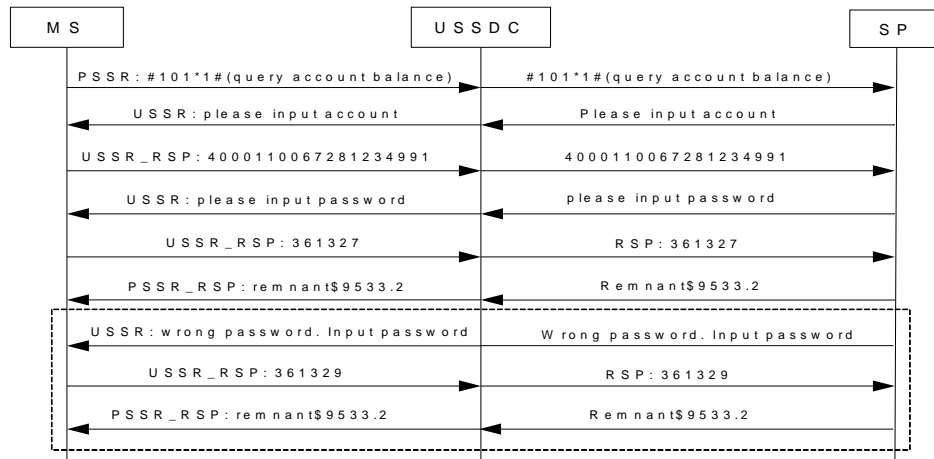 MS USSDC SP
PSSR: #101*1#(query account balance) #101*1#(query account balance)
USSR: please input account Please input account
USSR_RSP: 4000110067281234991 4000110067281234991
USSR: please input password please input password
USSR_RSP: 361327 RSP: 361327
PSSR_RSP: remnant$9533.2 Remnant$9533.2
USSR: wrong password. Input password Wrong password. Input password
USSR_RSP: 361329 RSP: 361329
PSSR_RSP: remnant$9533.2 Remnant$9533.2